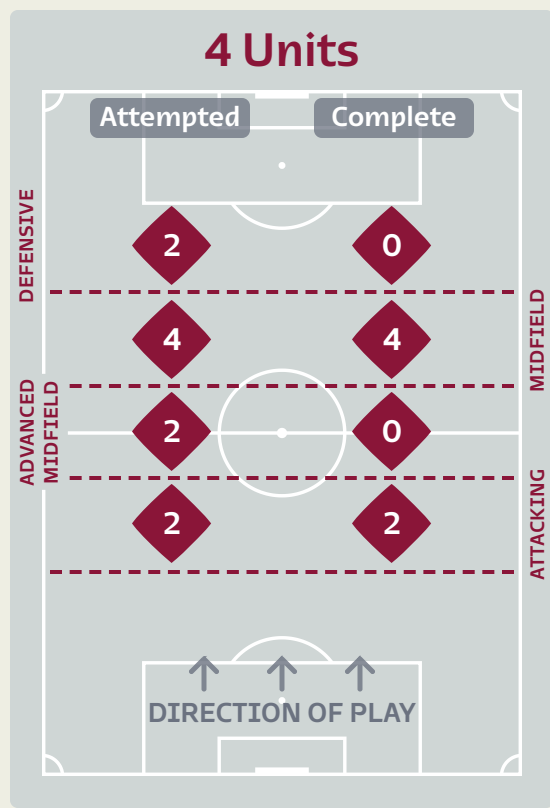 4 Units
Attempted
Complete
DEFENSIVE
2
0
MIDFIELD
4
4
ADVANCED
MIDFIELD
2
0
ATTACKING
2
2
DIRECTION OF PLAY